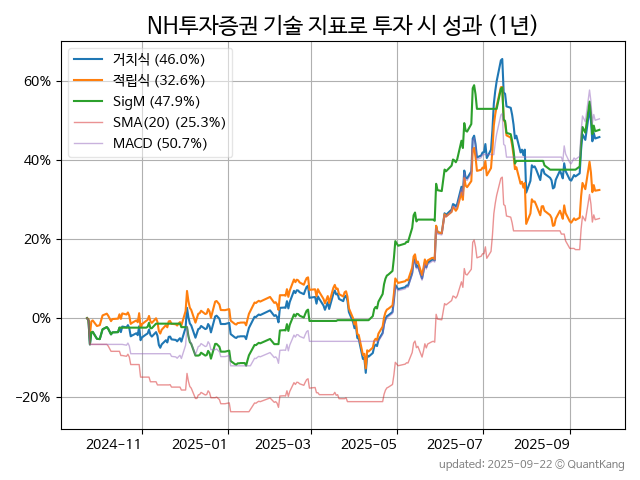 NH투자증권 기술 지표로 투자 시 성과 (1년)
거치식 (46.0%)
적립식 (32.6%)
SigM (47.9%)
SMA(20) (25.3%)
MACD (50.7%)
60%
40%
20%
0%
−20%
2024-11
2025-01
2025-03
2025-05
2025-07
2025-09
updated: 2025-09-22 © QuantKang